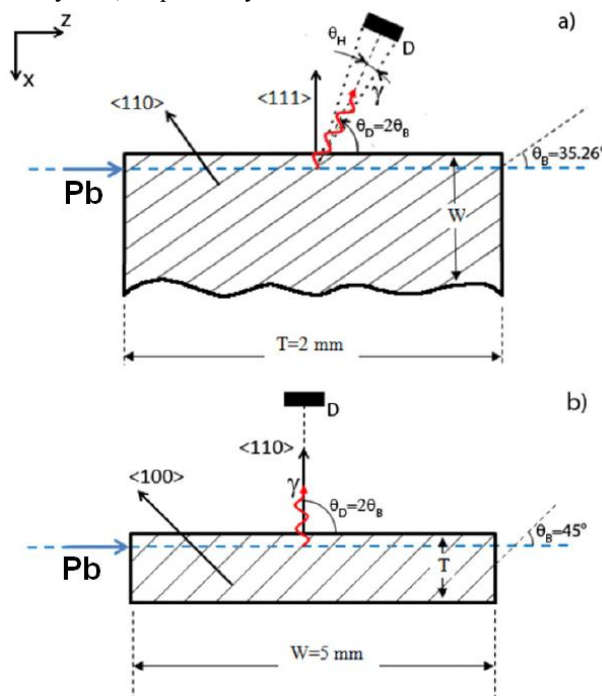 z
x
a)
θH
D
γ
<110>
<111>
θD=2θB
θB=35.26°
Pb
W
T=2 mm
b)
D
<110>
<100>
γ
θD=2θB
θB=45°
Pb
T
W=5 mm